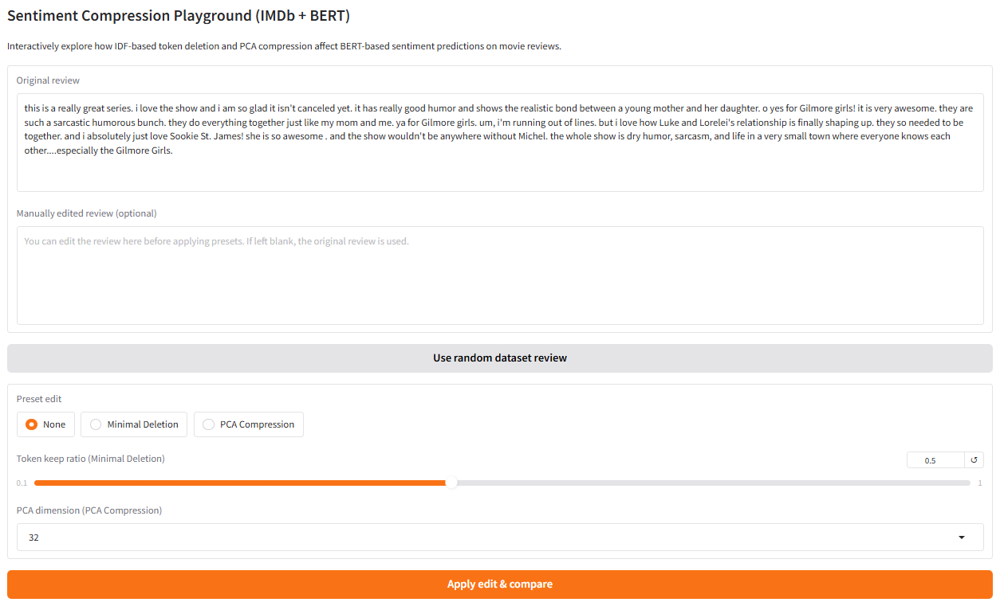 Sentiment Compression Playground (IMDb + BERT)
Interactively explore how IDF-based token deletion and PCA compression affect BERT-based sentiment predictions on movie reviews.
Original review
this is a really great series. i love the show and i am so glad it isn't canceled yet. it has really good humor and shows the realistic bond between a young mother and her daughter. o yes for Gilmore girls! it is very awesome. they are
such a sarcastic humorous bunch. they do everything together just like my mom and me. ya for Gilmore girls. um, i'm running out of lines. but i love how Luke and Lorelei's relationship is finally shaping up. they so needed to be
together. and i absolutely just love Sookie St. James! she is so awesome . and the show wouldn't be anywhere without Michel. the whole show is dry humor, sarcasm, and life in a very small town where everyone knows each
other....especially the Gilmore Girls.
Manually edited review (optional)
You can edit the review here before applying presets. If left blank, the original review is used.
Use random dataset review
Preset edit
None Minimal Deletion PCA Compression
Token keep ratio (Minimal Deletion) 0.5 ↺
0.1 1
PCA dimension (PCA Compression)
32
Apply edit & compare